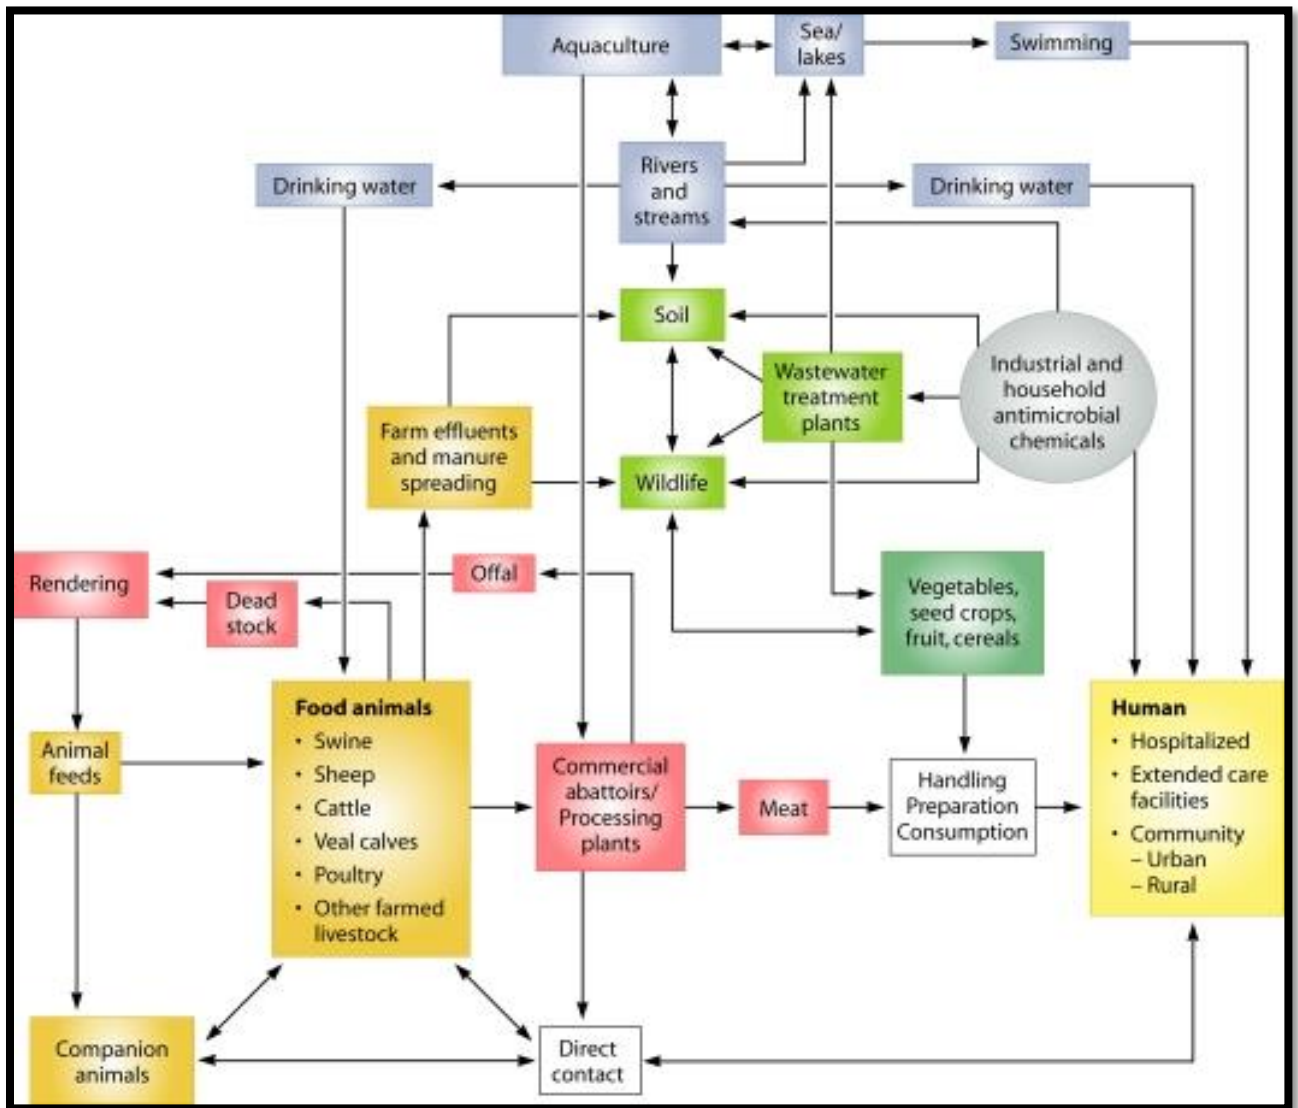 Aquaculture
Sea/
lakes
Swimming
Drinking water
Rivers
and
streams
Drinking water
Soil
Wastewater
treatment
plants
Industrial and
household
antimicrobial
chemicals
Farm effluents
and manure
spreading
Wildlife
Rendering
Offal
Dead
stock
Vegetables,
seed crops,
fruit, cereals
Animal
feeds
Food animals
• Swine
• Sheep
• Cattle
• Veal calves
• Poultry
• Other farmed
livestock
Commercial
abattoirs/
Processing
plants
Meat
Handling
Preparation
Consumption
Human
• Hospitalized
• Extended care
facilities
• Community
– Urban
– Rural
Companion
animals
Direct
contact